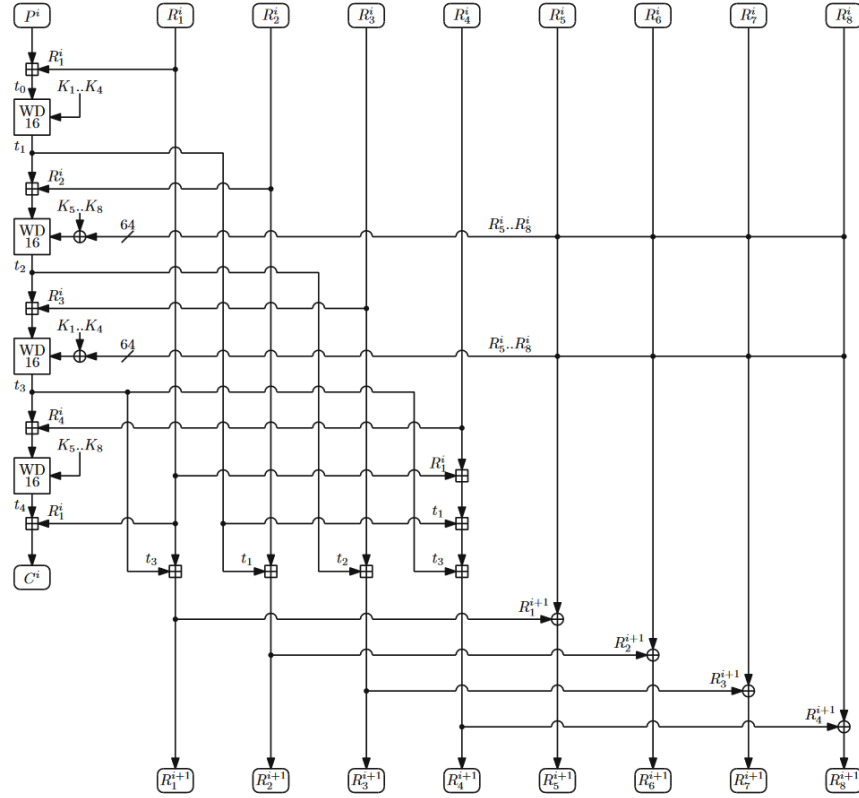 P^i R_1^i R_2^i R_3^i R_4^i R_5^i R_6^i R_7^i R_8^i
R_1^i
t_0 K_1..K_4
WD
16
t_1
R_2^i
K_5..K_8 64 R_5^i..R_8^i
WD
16
t_2
R_3^i
K_1..K_4 64 R_5^i..R_8^i
WD
16
t_3
R_4^i
K_5..K_8 R_1^i
WD
16
t_4 R_1^i t_1
t_3 t_1 t_2 t_3
C^i
R_1^{i+1}
R_2^{i+1}
R_3^{i+1}
R_4^{i+1}
R_1^{i+1} R_2^{i+1} R_3^{i+1} R_4^{i+1} R_5^{i+1} R_6^{i+1} R_7^{i+1} R_8^{i+1}